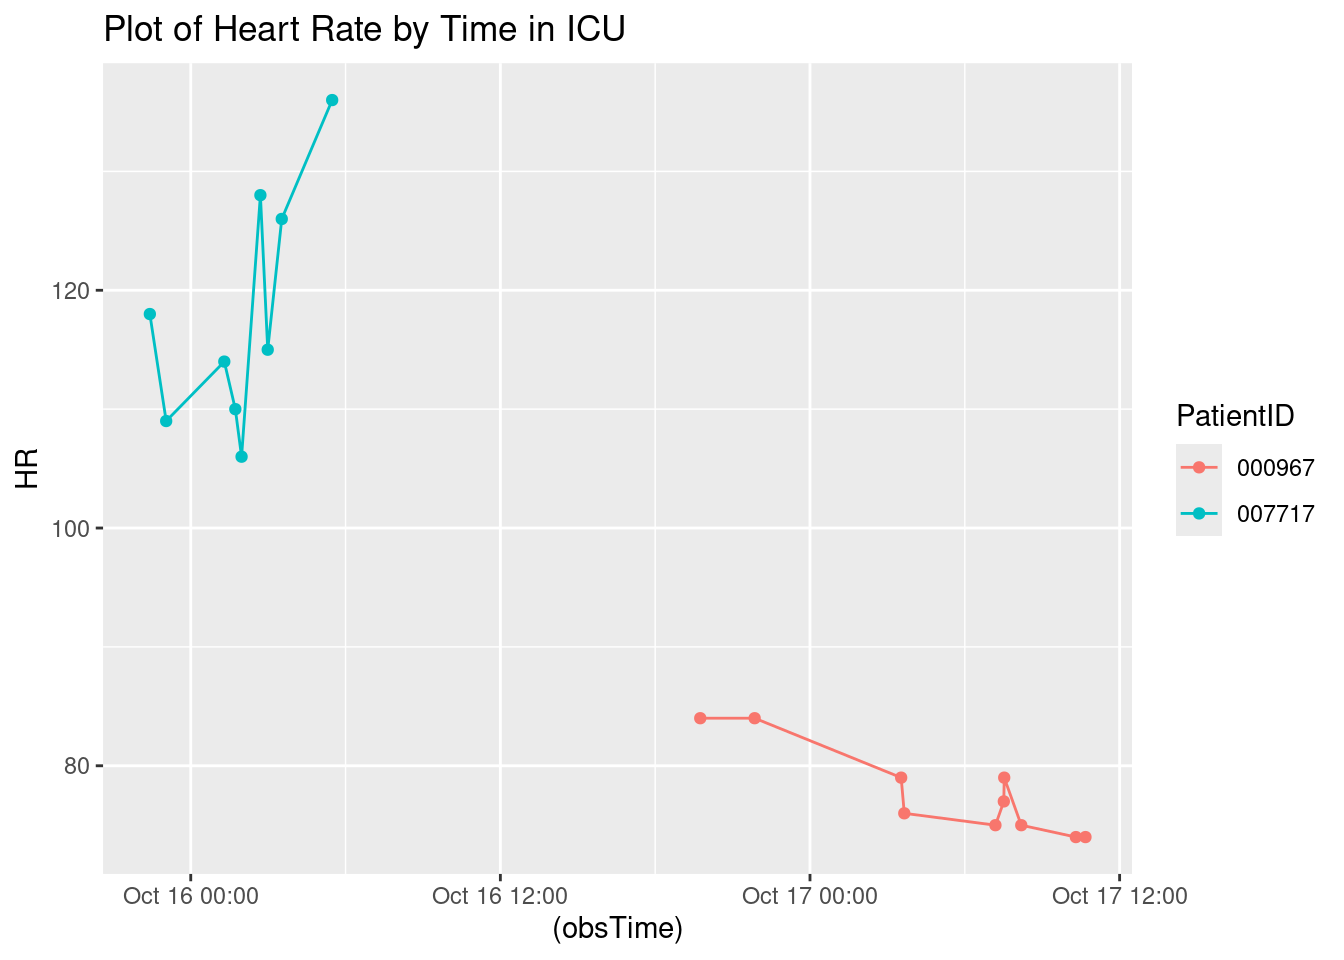 Plot of Heart Rate by Time in ICU
HR
120
100
80
Oct 16 00:00
Oct 16 12:00
Oct 17 00:00
Oct 17 12:00
(obsTime)
PatientID
000967
007717